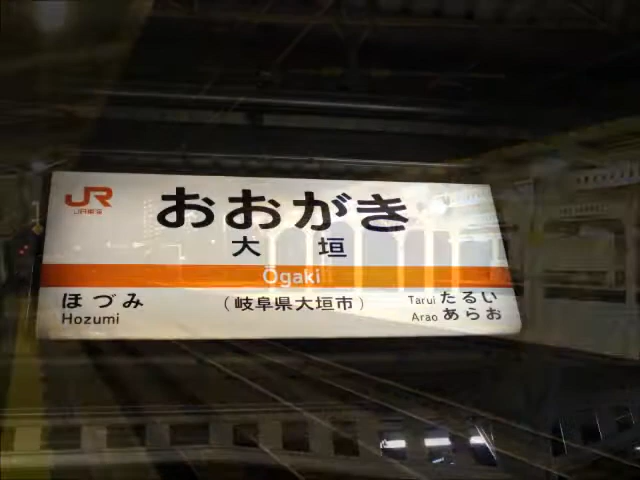 JR
JR東海
おおがき
大垣
Ōgaki
ほづみ
Hozumi
(岐阜県大垣市)
Tarui たるい
Arao あらお